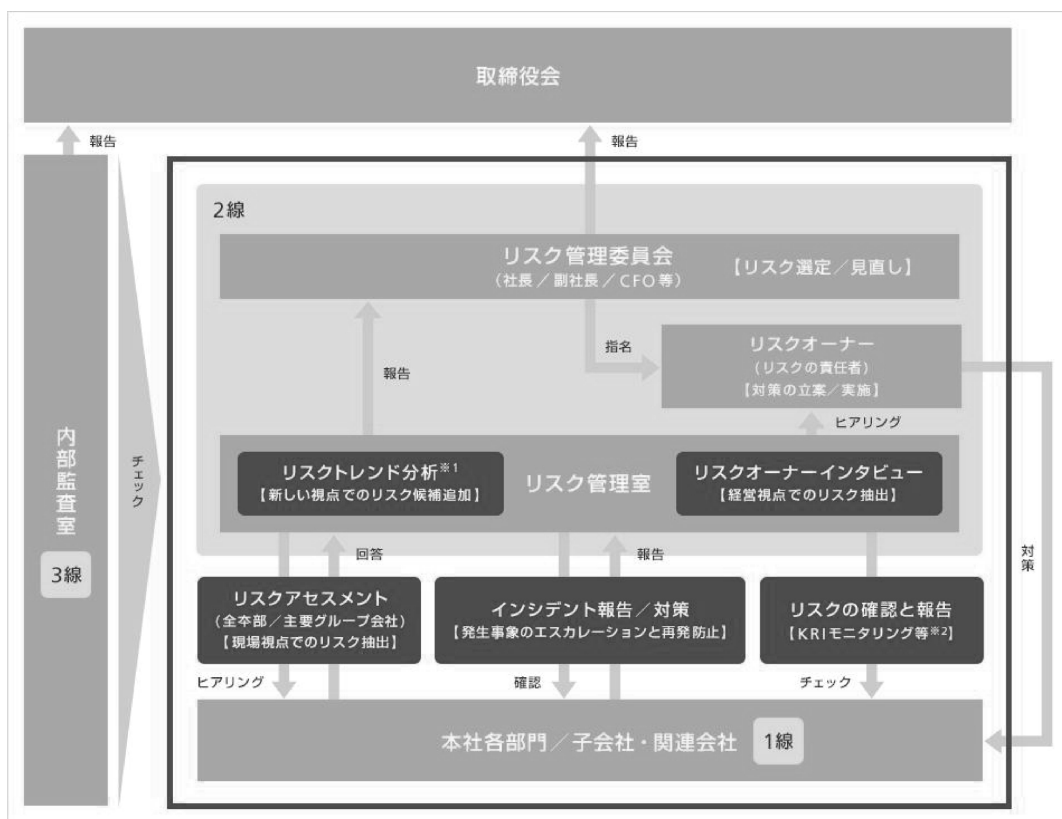 取締役会
報告
報告
2線
リスク管理委員会
(社長／副社長／CFO等)
【リスク選定／見直し】
指名
リスクオーナー
(リスクの責任者)
【対策の立案／実施】
報告
ヒアリング
内部監査室
3線
チェック
リスクトレンド分析※1
【新しい視点でのリスク候補追加】
リスク管理室
リスクオーナーインタビュー
【経営視点でのリスク抽出】
回答
報告
対策
リスクアセスメント
(全本部／主要グループ会社)
【現場視点でのリスク抽出】
インシデント報告／対策
【発生事象のエスカレーションと再発防止】
リスクの確認と報告
【KRIモニタリング等※2】
ヒアリング
確認
チェック
本社各部門／子会社・関連会社
1線